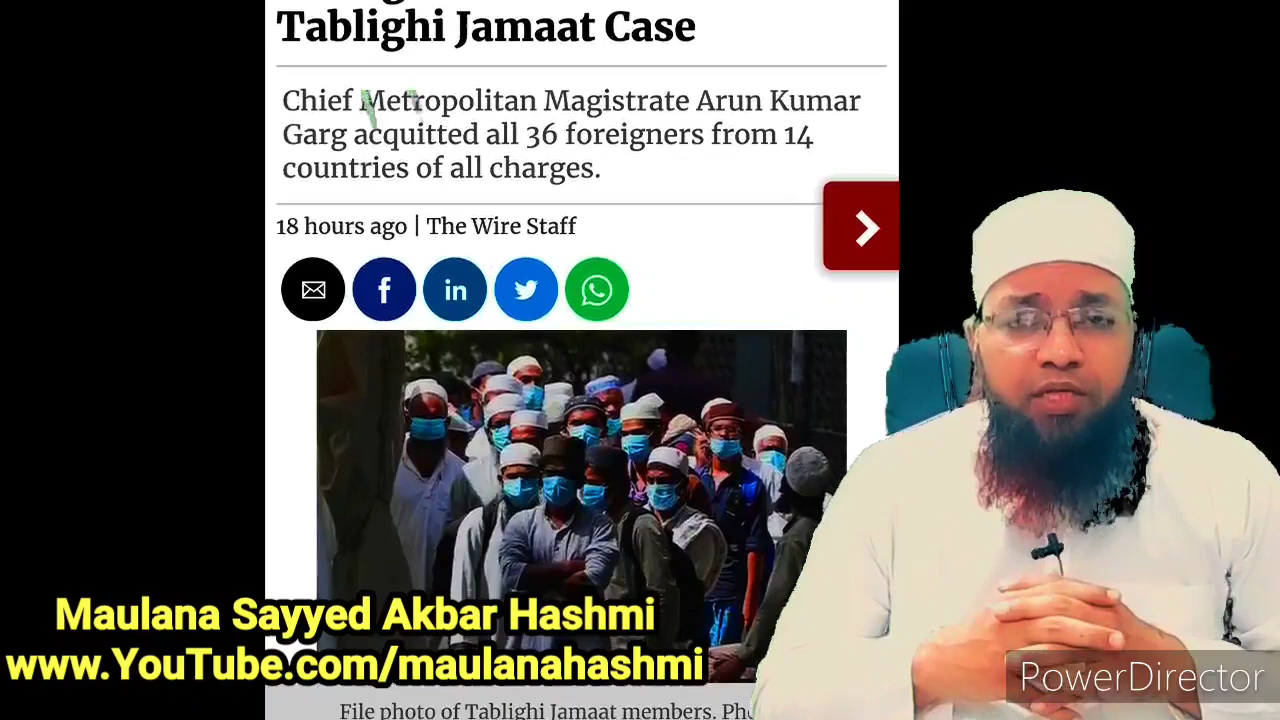 Tablighi Jamaat Case
Chief Metropolitan Magistrate Arun Kumar
Garg acquitted all 36 foreigners from 14
countries of all charges.
18 hours ago | The Wire Staff
f
in
Maulana Sayyed Akbar Hashmi
www.YouTube.com/maulanahashmi
PowerDirector
File photo of Tablighi Jamaat members.